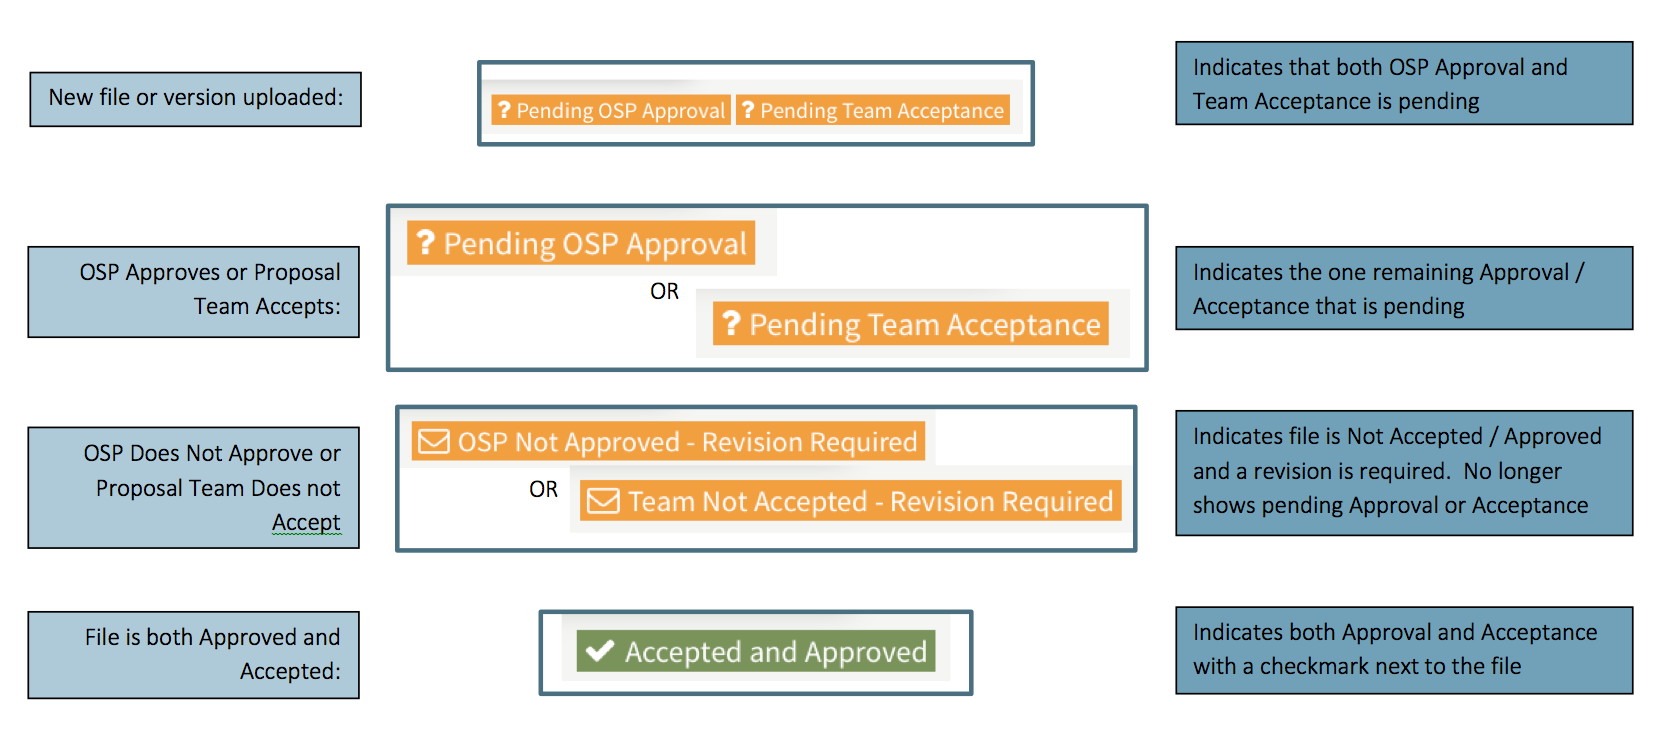 New file or version uploaded:
? Pending OSP Approval ? Pending Team Acceptance
Indicates that both OSP Approval and
Team Acceptance is pending
OSP Approves or Proposal
Team Accepts:
? Pending OSP Approval
OR
? Pending Team Acceptance
Indicates the one remaining Approval /
Acceptance that is pending
OSP Does Not Approve or
Proposal Team Does not
Accept
OSP Not Approved - Revision Required
OR
Team Not Accepted - Revision Required
Indicates file is Not Accepted / Approved
and a revision is required.  No longer
shows pending Approval or Acceptance
File is both Approved and
Accepted:
Accepted and Approved
Indicates both Approval and Acceptance
with a checkmark next to the file